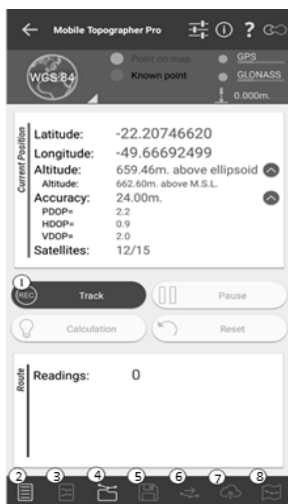 Mobile Topographer Pro
?
WGS 84
Point on map
Known point
GPS
GLONASS
0.000m.
Current Position
Latitude: -22.20746620
Longitude: -49.66692499
Altitude: 659.46m. above ellipsoid
Altitude: 662.60m. above M.S.L.
Accuracy: 24.00m.
PDOP= 2.2
HDOP= 0.9
VDOP= 2.0
Satellites: 12/15
1
REC Track
Pause
Calculation
Reset
Route
Readings: 0
2 3 4 5 6 7 8